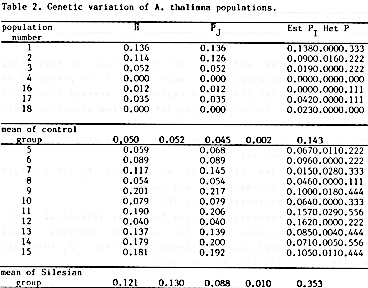 Table 2. Genetic variation of A. thaliana populations.
population H P_J Est P_I Het P
number
1 0.136 0.136 0.1380.0000.333
2 0.114 0.126 0.0900.0160.222
3 0.052 0.052 0.0190.0000.222
4 0.000 0.000 0.0000.0000.000
16 0.012 0.012 0.0000.0000.111
17 0.035 0.035 0.0420.0000.111
18 0.000 0.000 0.0230.0000.000
mean of control
group 0,050 0.052 0.045 0.002 0.143
5 0.059 0,068 0.0670.0110.222
6 0.089 0.089 0.0960.0000.222
7 0.117 0.145 0.0150.0280.333
8 0.054 0.054 0.0460.0000.111
9 0.201 0.217 0.1000.0180.444
10 0.079 0.079 0.0640.0000.333
11 0.190 0.206 0.1570.0290.556
12 0.040 0.040 0.1620.0000.222
13 0.137 0.139 0.0850.0040.444
14 0.179 0,200 0.0710.0050.556
15 0.181 0.192 0.1050.0110.444
mean of Silesian
group 0.121 0.130 0.088 0.010 0.353